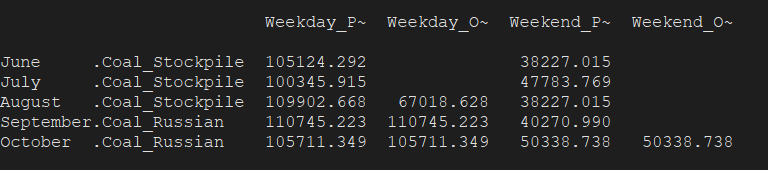 Weekday_P~ Weekday_O~ Weekend_P~ Weekend_O~
June .Coal_Stockpile 105124.292 38227.015
July .Coal_Stockpile 100345.915 47783.769
August .Coal_Stockpile 109902.668 67018.628 38227.015
September.Coal_Russian 110745.223 110745.223 40270.990
October .Coal_Russian 105711.349 105711.349 50338.738 50338.738